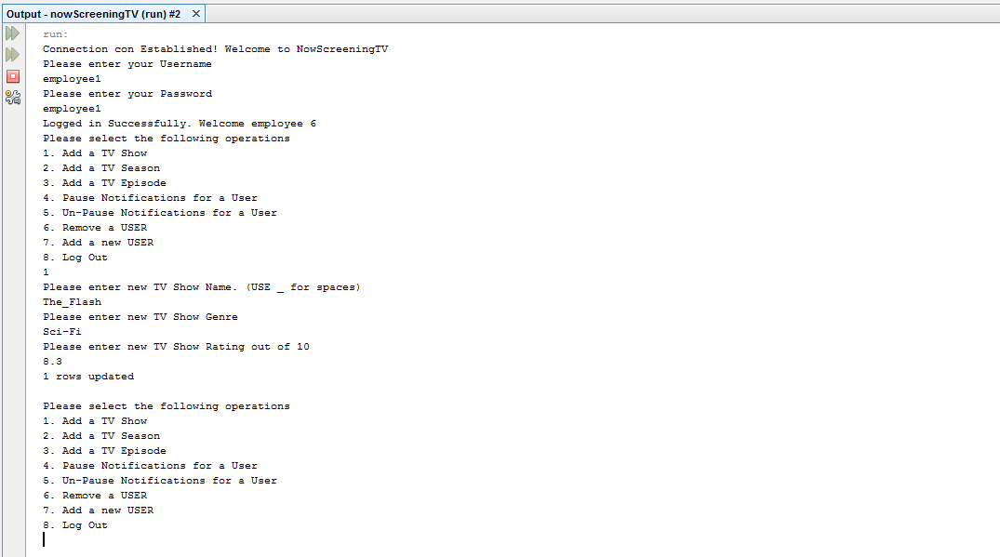 Output - nowScreeningTV (run) #2
run:
Connection con Established! Welcome to NowScreeningTV
Please enter your Username
employee1
Please enter your Password
employee1
Logged in Successfully. Welcome employee 6
Please select the following operations
1. Add a TV Show
2. Add a TV Season
3. Add a TV Episode
4. Pause Notifications for a User
5. Un-Pause Notifications for a User
6. Remove a USER
7. Add a new USER
8. Log Out
1
Please enter new TV Show Name. (USE _ for spaces)
The_Flash
Please enter new TV Show Genre
Sci-Fi
Please enter new TV Show Rating out of 10
8.3
1 rows updated
Please select the following operations
1. Add a TV Show
2. Add a TV Season
3. Add a TV Episode
4. Pause Notifications for a User
5. Un-Pause Notifications for a User
6. Remove a USER
7. Add a new USER
8. Log Out